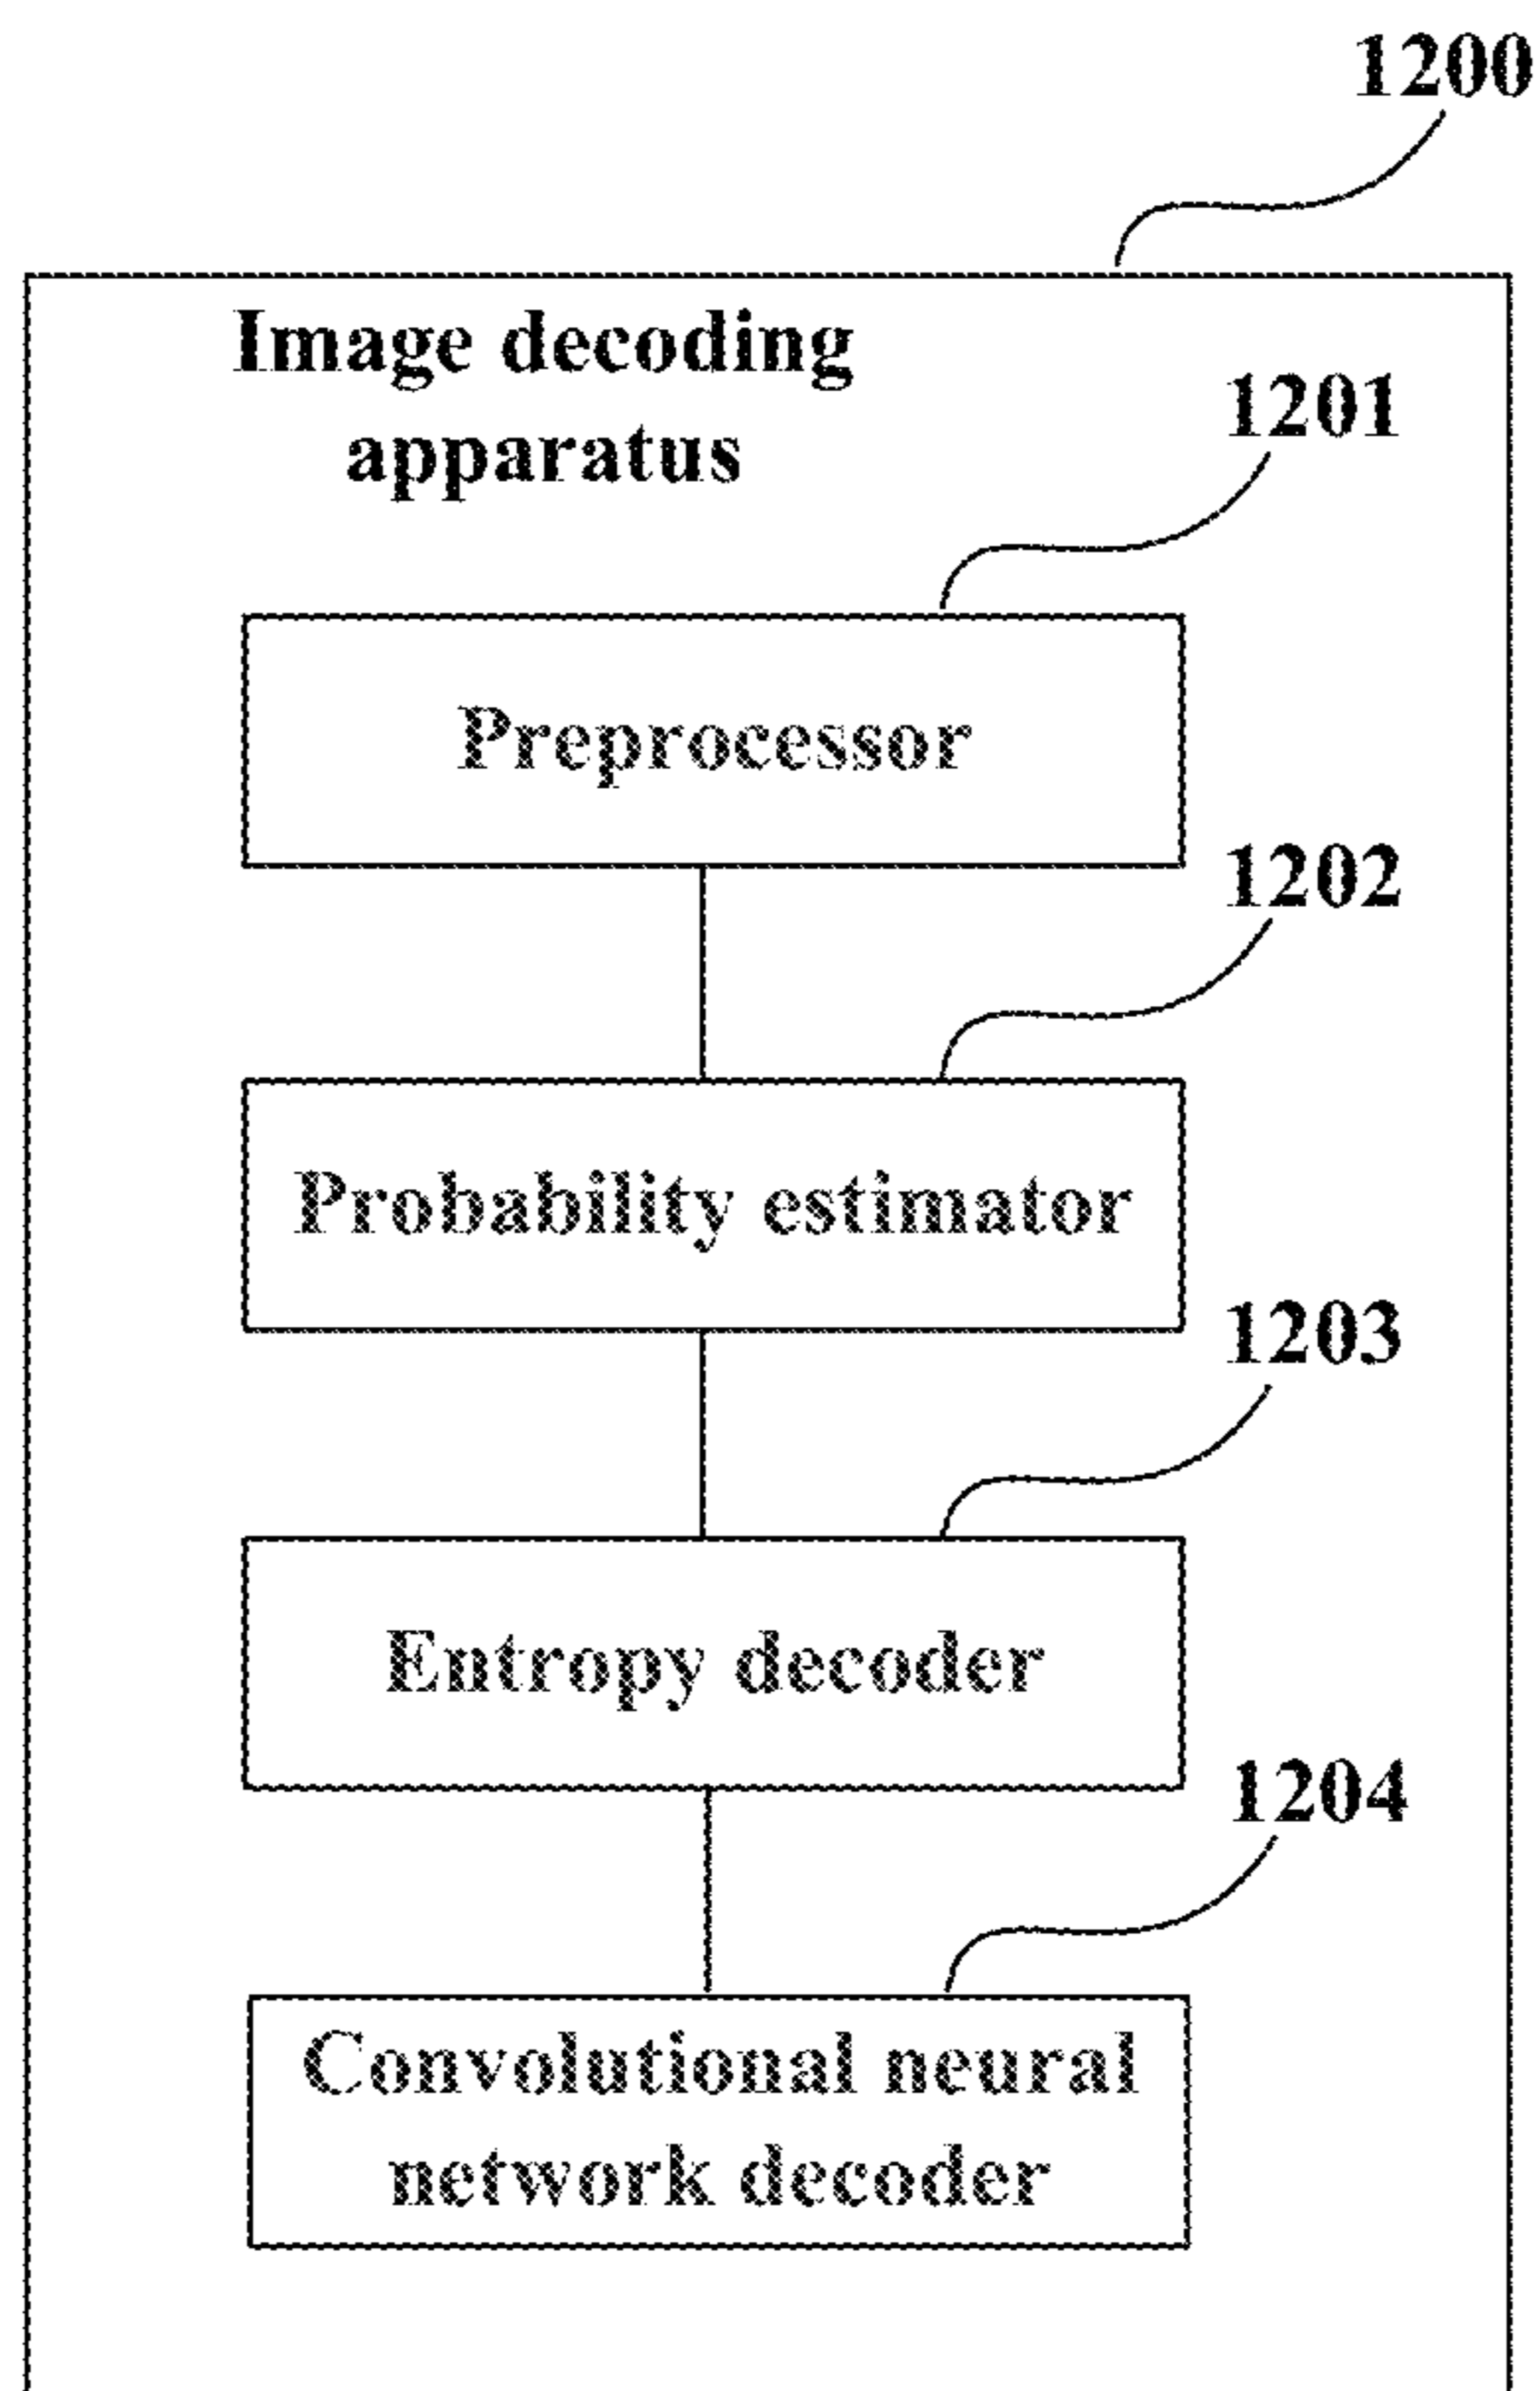 1200
Image decoding
apparatus
1201
Preprocessor
1202
Probability estimator
1203
Entropy decoder
1204
Convolutional neural
network decoder